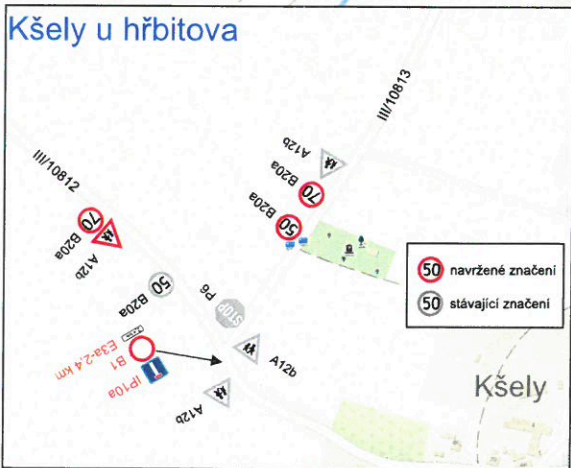 Kšely u hřbitova
III/10813
A12b
III/10812
70
B20a
70
B20a
50
B20a
A12b
50
B20a
P6
STOP
E3a-2,4 km
B1
IP10a
A12b
A12b
50 navržené značení
50 stávající značení
Kšely